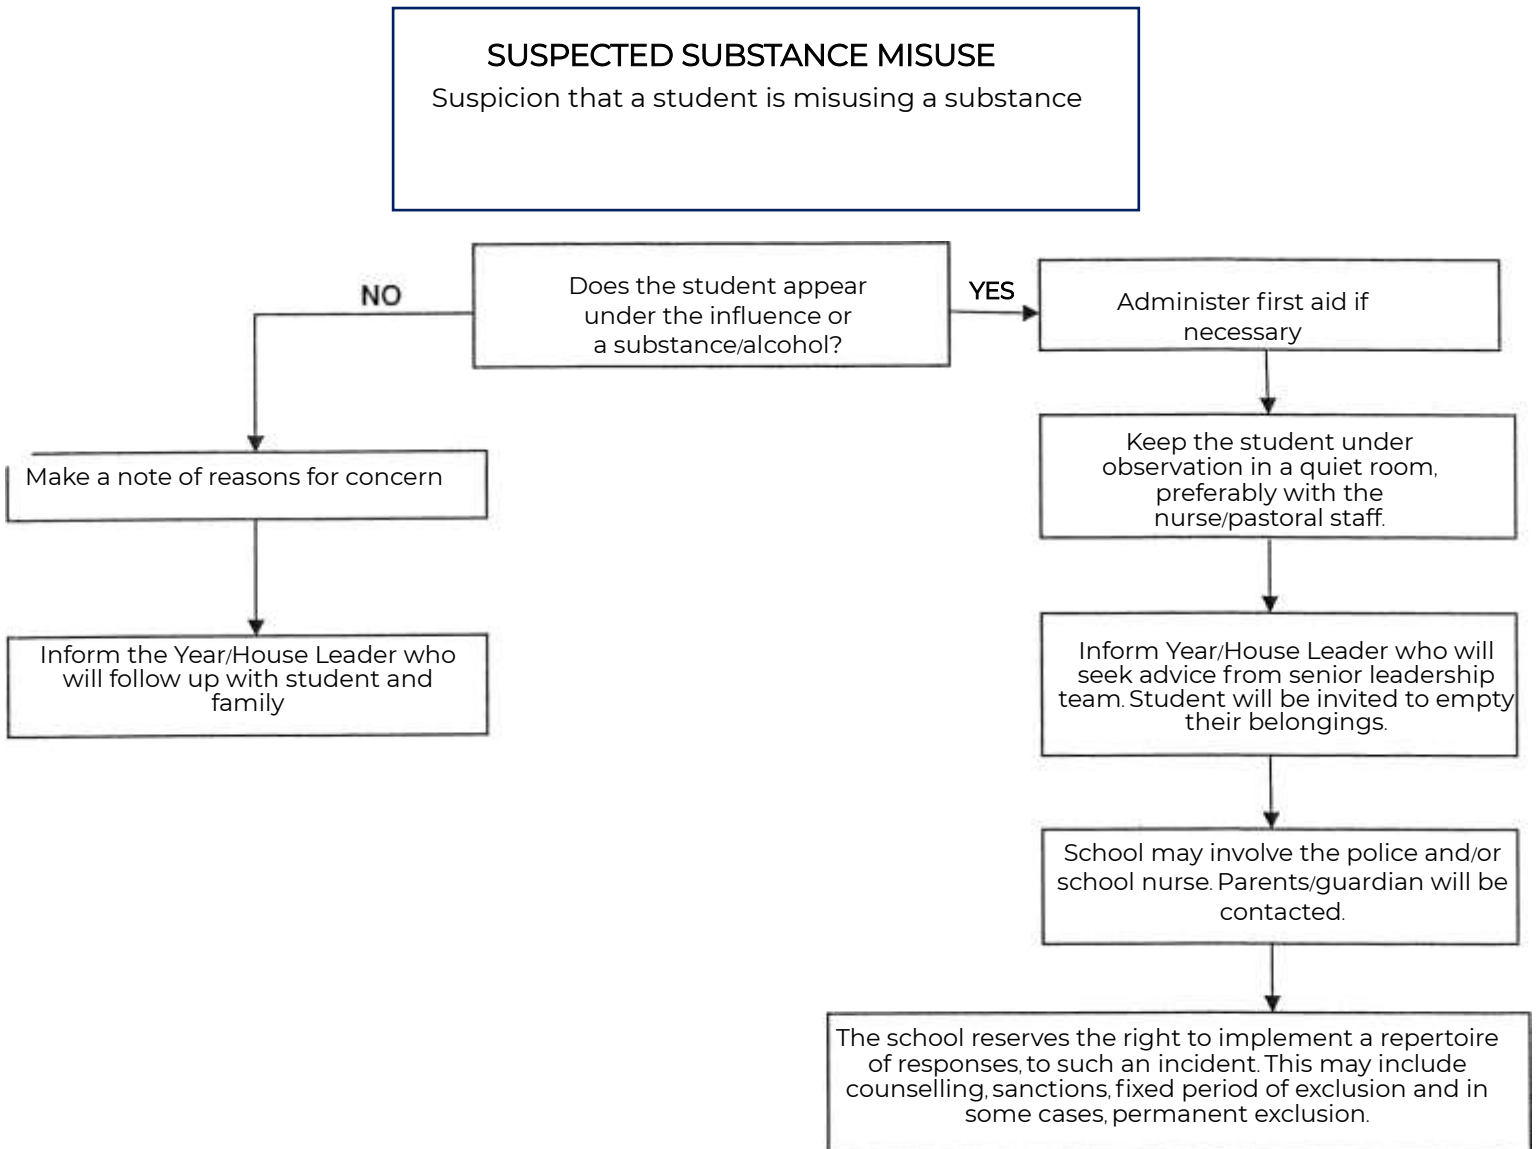 SUSPECTED SUBSTANCE MISUSE
Suspicion that a student is misusing a substance
Does the student appear
under the influence or
a substance/alcohol?
NO
YES
Administer first aid if
necessary
Make a note of reasons for concern
Keep the student under
observation in a quiet room,
preferably with the
nurse/pastoral staff.
Inform the Year/House Leader who
will follow up with student and
family
Inform Year/House Leader who will
seek advice from senior leadership
team. Student will be invited to empty
their belongings.
School may involve the police and/or
school nurse. Parents/guardian will be
contacted.
The school reserves the right to implement a repertoire
of responses, to such an incident. This may include
counselling, sanctions, fixed period of exclusion and in
some cases, permanent exclusion.